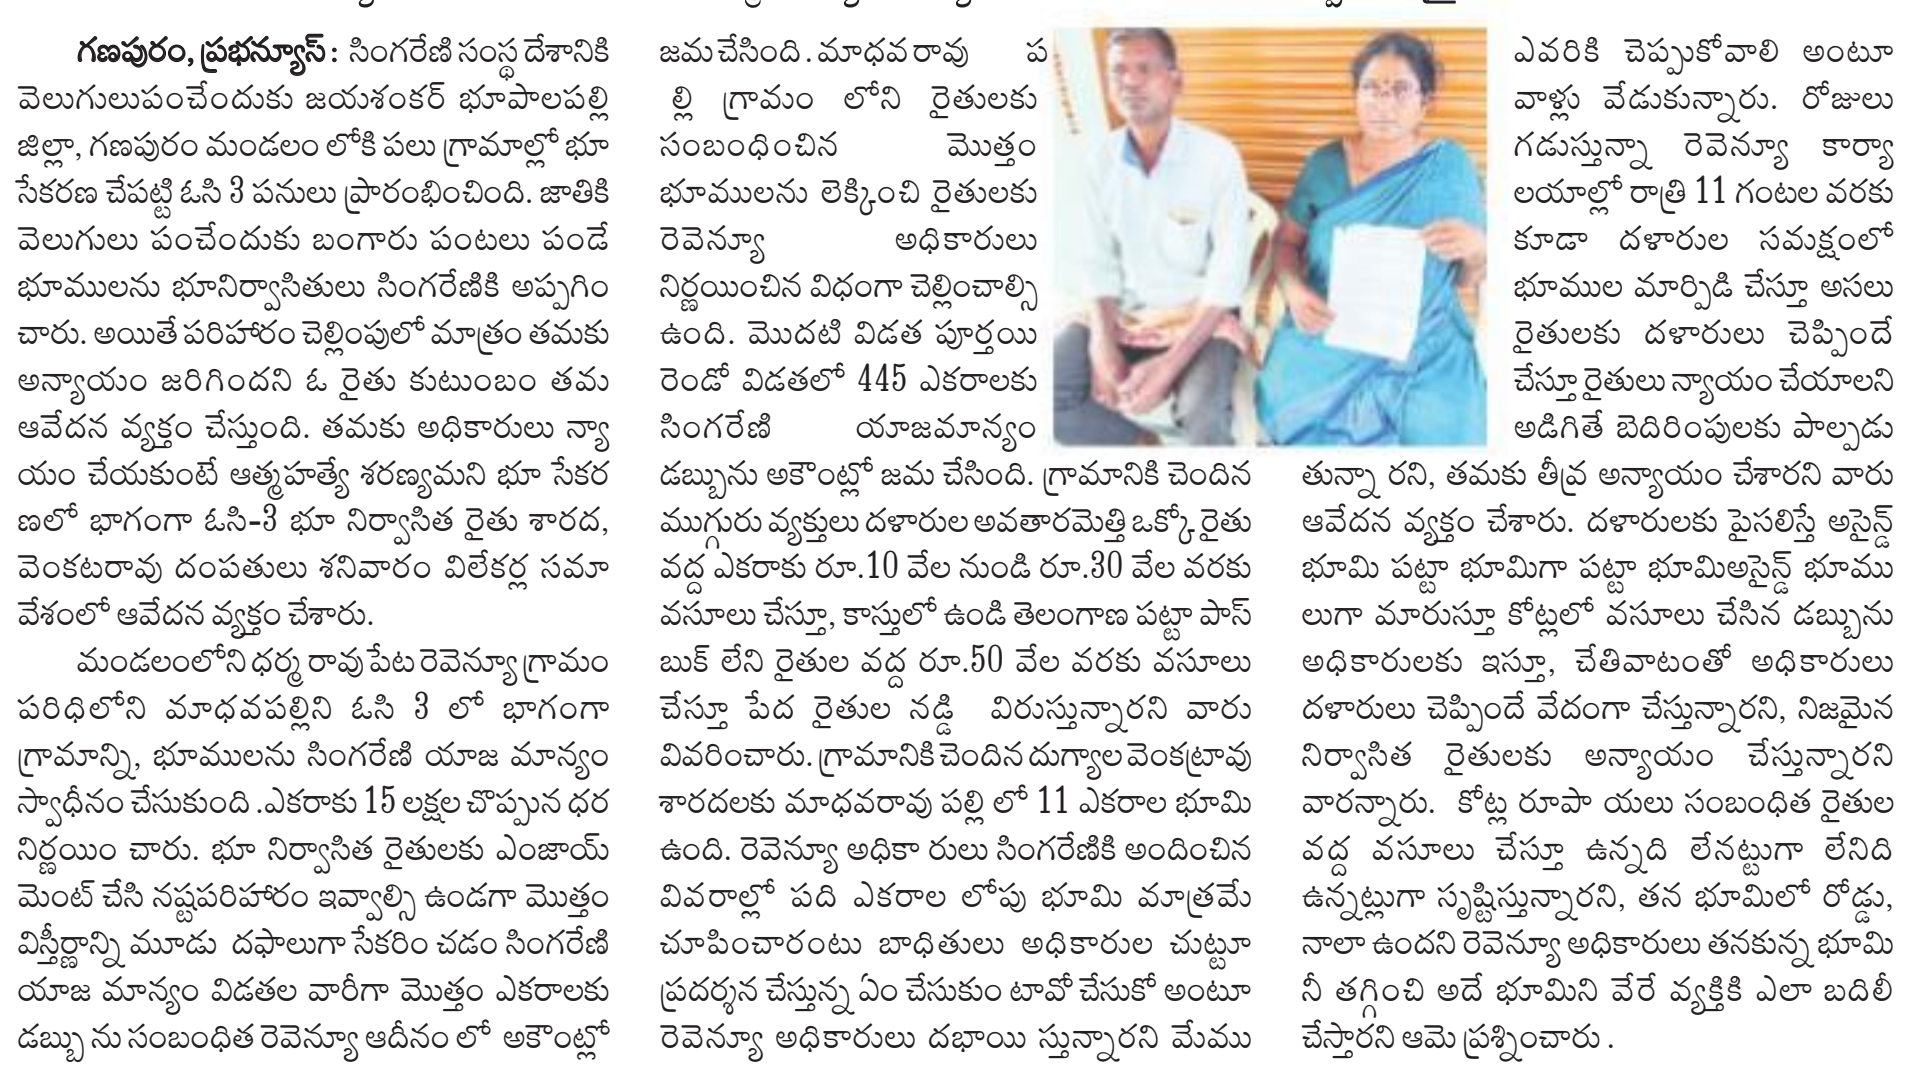 గణపురం, ప్రభన్యూస్ : సింగరేణి సంస్థ దేశానికి
వెలుగులుపంచేందుకు జయశంకర్ భూపాలపల్లి
జిల్లా, గణపురం మండలం లోకి పలు గ్రామాల్లో భూ
సేకరణ చేపట్టి ఓసి 3 పనులు ప్రారంభించింది. జాతికి
వెలుగులు పంచేందుకు బంగారు పంటలు పండే
భూములను భూనిర్వాసితులు సింగరేణికి అప్పగిం
చారు. అయితే పరిహారం చెల్లింపులో మాత్రం తమకు
అన్యాయం జరిగిందని ఓ రైతు కుటుంబం తమ
ఆవేదన వ్యక్తం చేస్తుంది. తమకు అధికారులు న్యా
యం చేయకుంటే ఆత్మహత్యే శరణ్యమని భూ సేకర
ణలో భాగంగా ఓసి-3 భూ నిర్వాసిత రైతు శారద,
వెంకటరావు దంపతులు శనివారం విలేకర్ల సమా
వేశంలో ఆవేదన వ్యక్తం చేశారు.
మండలంలోని ధర్మ రావుపేట రెవెన్యూ గ్రామం
పరిధిలోని మాధవపల్లిని ఓసి 3 లో భాగంగా
గ్రామాన్ని, భూములను సింగరేణి యాజ మాన్యం
స్వాధీనం చేసుకుంది .ఎకరాకు 15 లక్షల చొప్పున ధర
నిర్ణయిం చారు. భూ నిర్వాసిత రైతులకు ఎంజాయ్
మెంట్ చేసి నష్టపరిహారం ఇవ్వాల్సి ఉండగా మొత్తం
విస్తీర్ణాన్ని మూడు దఫాలుగా సేకరిం చడం సింగరేణి
యాజ మాన్యం విడతల వారీగా మొత్తం ఎకరాలకు
డబ్బు ను సంబంధిత రెవెన్యూ ఆదీనం లో అకౌంట్లో
జమచేసింది . మాధవ రావు ప
ల్లి గ్రామం లోని రైతులకు
సంబంధించిన మొత్తం
భూములను లెక్కించి రైతులకు
రెవెన్యూ అధికారులు
నిర్ణయించిన విధంగా చెల్లించాల్సి
ఉంది. మొదటి విడత పూర్తయి
రెండో విడతలో 445 ఎకరాలకు
సింగరేణి యాజమాన్యం
డబ్బును అకౌంట్లో జమ చేసింది. గ్రామానికి చెందిన
ముగ్గురు వ్యక్తులు దళారుల అవతారమెత్తి ఒక్కో రైతు
వద్ద ఎకరాకు రూ.10 వేల నుండి రూ.30 వేల వరకు
వసూలు చేస్తూ, కాస్తులో ఉండి తెలంగాణ పట్టా పాస్
బుక్ లేని రైతుల వద్ద రూ.50 వేల వరకు వసూలు
చేస్తూ పేద రైతుల నడ్డి విరుస్తున్నారని వారు
వివరించారు. గ్రామానికి చెందిన దుగ్యాల వెంకట్రావు
శారదలకు మాధవరావు పల్లి లో 11 ఎకరాల భూమి
ఉంది. రెవెన్యూ అధికా రులు సింగరేణికి అందించిన
వివరాల్లో పది ఎకరాల లోపు భూమి మాత్రమే
చూపించారంటు బాధితులు అధికారుల చుట్టూ
ప్రదర్శన చేస్తున్న ఏం చేసుకుం టావో చేసుకో అంటూ
రెవెన్యూ అధికారులు దభాయి స్తున్నారని మేము
ఎవరికి చెప్పుకోవాలి అంటూ
వాళ్లు వేడుకున్నారు. రోజులు
గడుస్తున్నా రెవెన్యూ కార్యా
లయాల్లో రాత్రి 11 గంటల వరకు
కూడా దళారుల సమక్షంలో
భూముల మార్పిడి చేస్తూ అసలు
రైతులకు దళారులు చెప్పిందే
చేస్తూ రైతులు న్యాయం చేయాలని
అడిగితే బెదిరింపులకు పాల్పడు
తున్నా రని, తమకు తీవ్ర అన్యాయం చేశారని వారు
ఆవేదన వ్యక్తం చేశారు. దళారులకు పైసలిస్తే అసైన్డ్
భూమి పట్టా భూమిగా పట్టా భూమిఅసైన్డ్ భూము
లుగా మారుస్తూ కోట్లలో వసూలు చేసిన డబ్బును
అధికారులకు ఇస్తూ, చేతివాటంతో అధికారులు
దళారులు చెప్పిందే వేదంగా చేస్తున్నారని, నిజమైన
నిర్వాసిత రైతులకు అన్యాయం చేస్తున్నారని
వారన్నారు. కోట్ల రూపా యలు సంబంధిత రైతుల
వద్ద వసూలు చేస్తూ ఉన్నది లేనట్టుగా లేనిది
ఉన్నట్లుగా సృష్టిస్తున్నారని, తన భూమిలో రోడ్డు,
నాలా ఉందని రెవెన్యూ అధికారులు తనకున్న భూమి
నీ తగ్గించి అదే భూమిని వేరే వ్యక్తికి ఎలా బదిలీ
చేస్తారని ఆమె ప్రశ్నించారు .